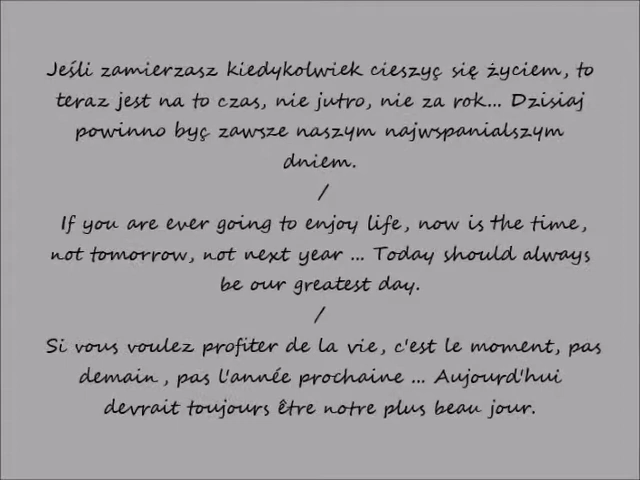 Jeśli zamierzasz kiedykolwiek cieszyç się życiem, to
teraz jest na to czas, nie jutro, nie za rok... Dzisiaj
powinno byç zawsze naszym najwspanialszym
dniem.
/
If you are ever going to enjoy life, now is the time,
not tomorrow, not next year ... Today should always
be our greatest day.
/
Si vous voulez profiter de la vie, c'est le moment, pas
demain , pas l'année prochaine ... Aujourd'hui
devrait toujours être notre plus beau jour.